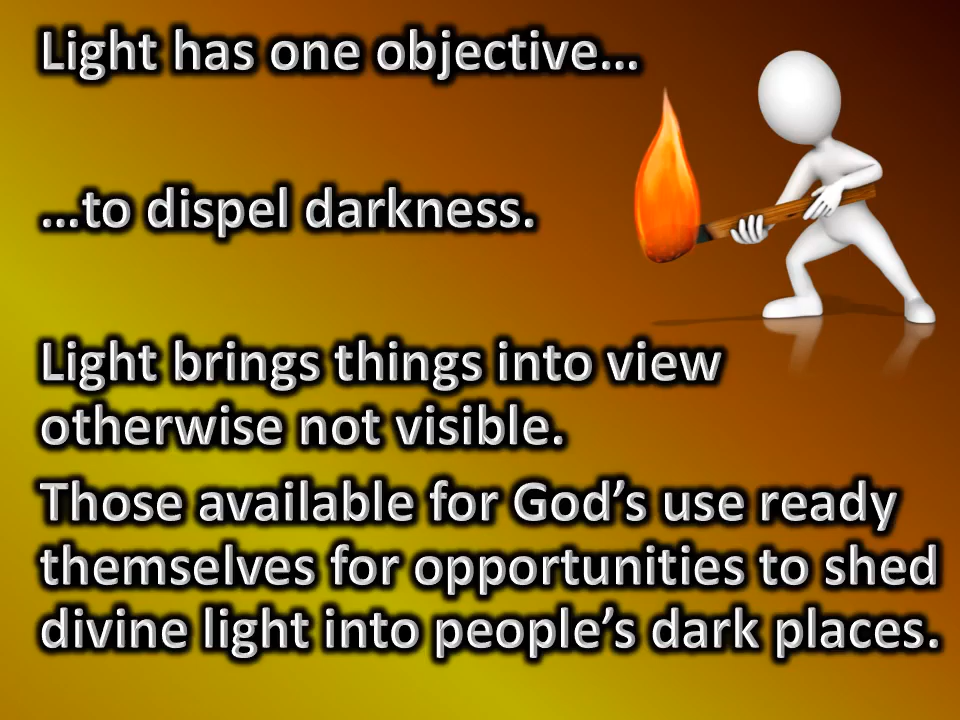 Light has one objective…
…to dispel darkness.
Light brings things into view
otherwise not visible.
Those available for God’s use ready
themselves for opportunities to shed
divine light into people’s dark places.